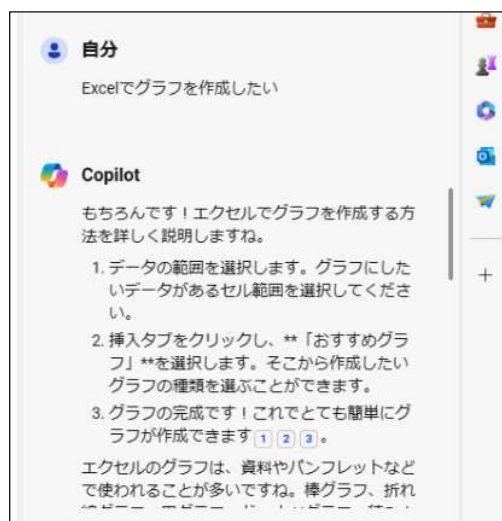 自分
Excelでグラフを作成したい
Copilot
もちろんです！エクセルでグラフを作成する方
法を詳しく説明しますね。
1. データの範囲を選択します。グラフにした
いデータがあるセル範囲を選択してくださ
い。
2. 挿入タブをクリックし、**「おすすめグラ
フ」**を選択します。そこから作成したい
グラフの種類を選ぶことができます。
3. グラフの完成です！これでとても簡単にグ
ラフが作成できます 1 2 3 。
エクセルのグラフは、資料やパンフレットなど
で使われることが多いですね。棒グラフ、折れ